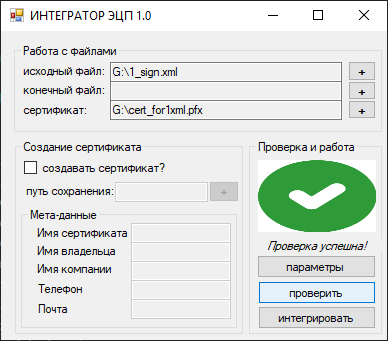 ИНТЕГРАТОР ЭЦП 1.0
Работа с файлами
исходный файл: G:\1_sign.xml +
конечный файл: +
сертификат: G:\cert_for1xml.pfx +
Создание сертификата
создавать сертификат?
путь сохранения: +
Мета-данные
Имя сертификата
Имя владельца
Имя компании
Телефон
Почта
Проверка и работа
Проверка успешна!
параметры
проверить
интегрировать